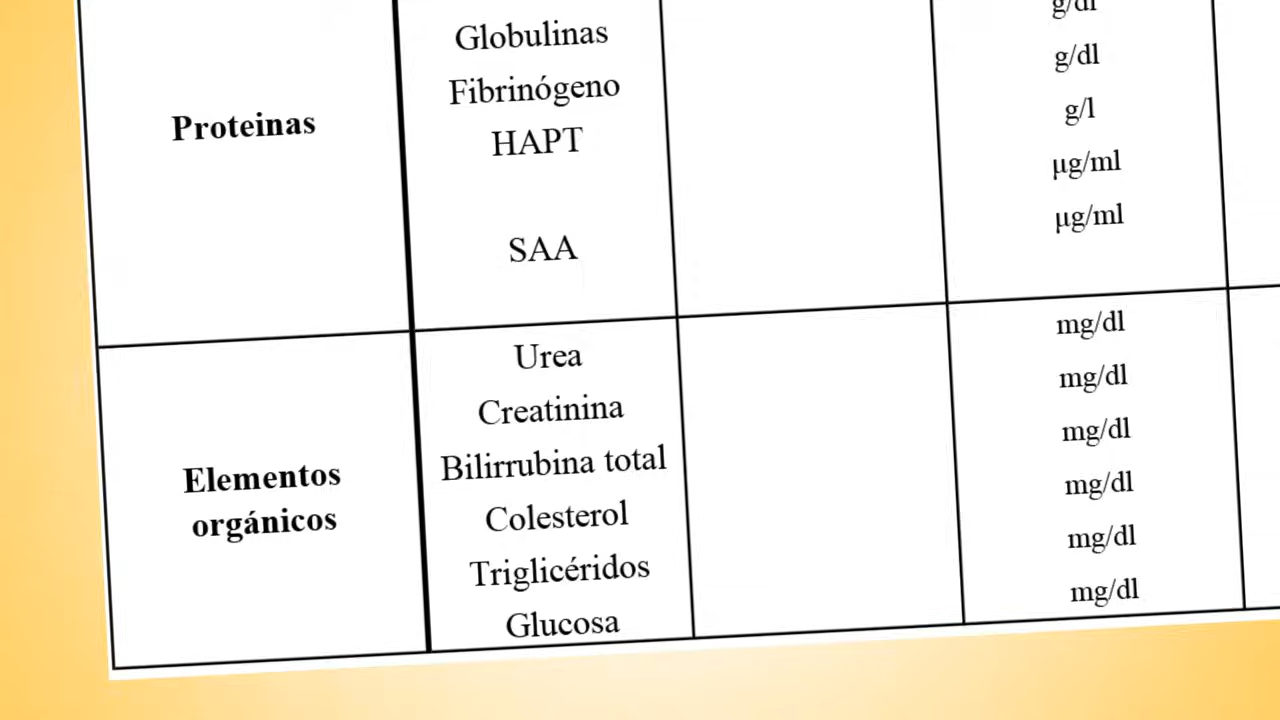 g/dl
Globulinas g/dl
Fibrinógeno g/l
Proteinas HAPT μg/ml
μg/ml
SAA
Urea mg/dl
Creatinina mg/dl
Bilirrubina total mg/dl
Elementos
orgánicos
Colesterol mg/dl
Triglicéridos mg/dl
Glucosa mg/dl